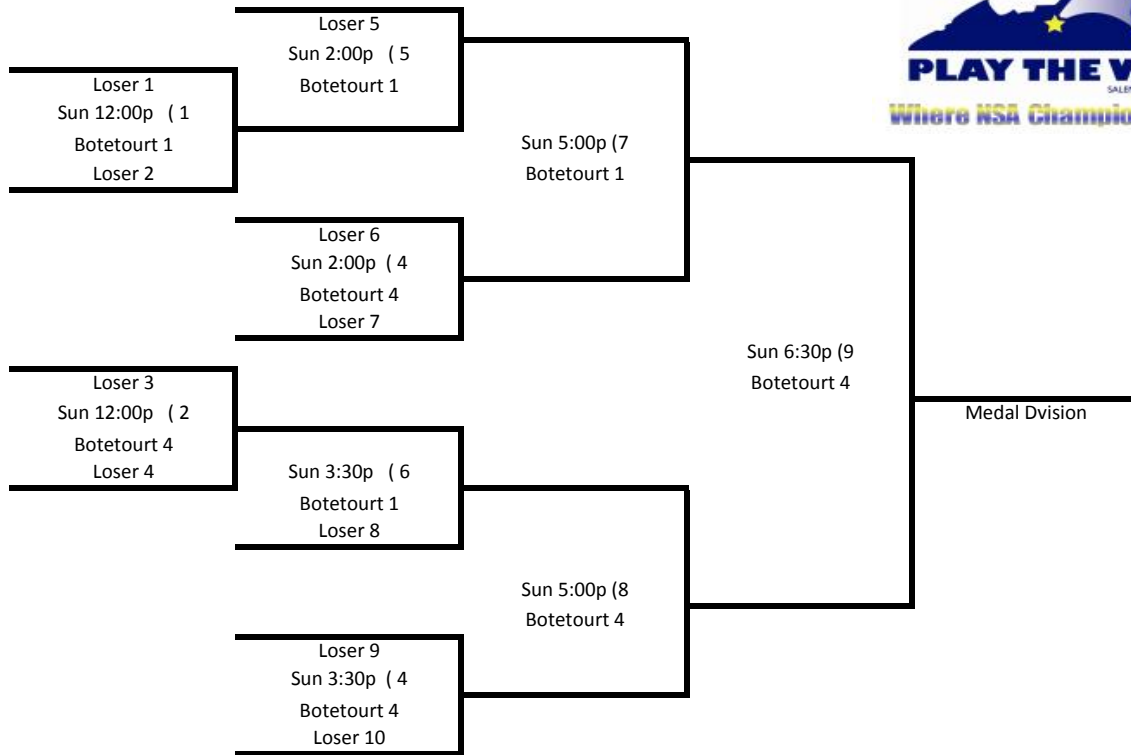 Loser 5
Sun 2:00p ( 5
Botetourt 1
Loser 1
Sun 12:00p ( 1
Botetourt 1
Loser 2
Sun 5:00p (7
Botetourt 1
Loser 6
Sun 2:00p ( 4
Botetourt 4
Loser 7
Sun 6:30p (9
Botetourt 4
Medal Dvision
Loser 3
Sun 12:00p ( 2
Botetourt 4
Loser 4
Sun 3:30p ( 6
Botetourt 1
Loser 8
Sun 5:00p (8
Botetourt 4
Loser 9
Sun 3:30p ( 4
Botetourt 4
Loser 10
PLAY THE
Where NSA